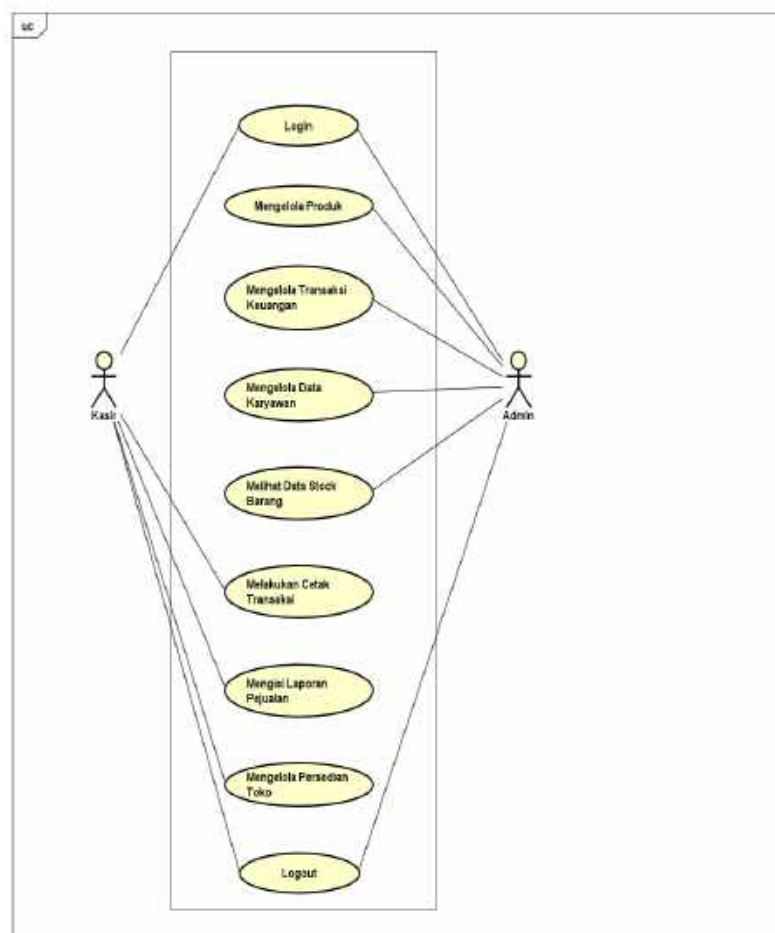 uc
Login
Mengelola Produk
Mengelola Transaksi
Keuangan
Mengelola Data
Karyawan
Kasir
Admin
Melihat Data Stock
Barang
Melakukan Cetak
Transaksi
Mengisi Laporan
Pejualan
Mengelola Persedian
Toko
Logout